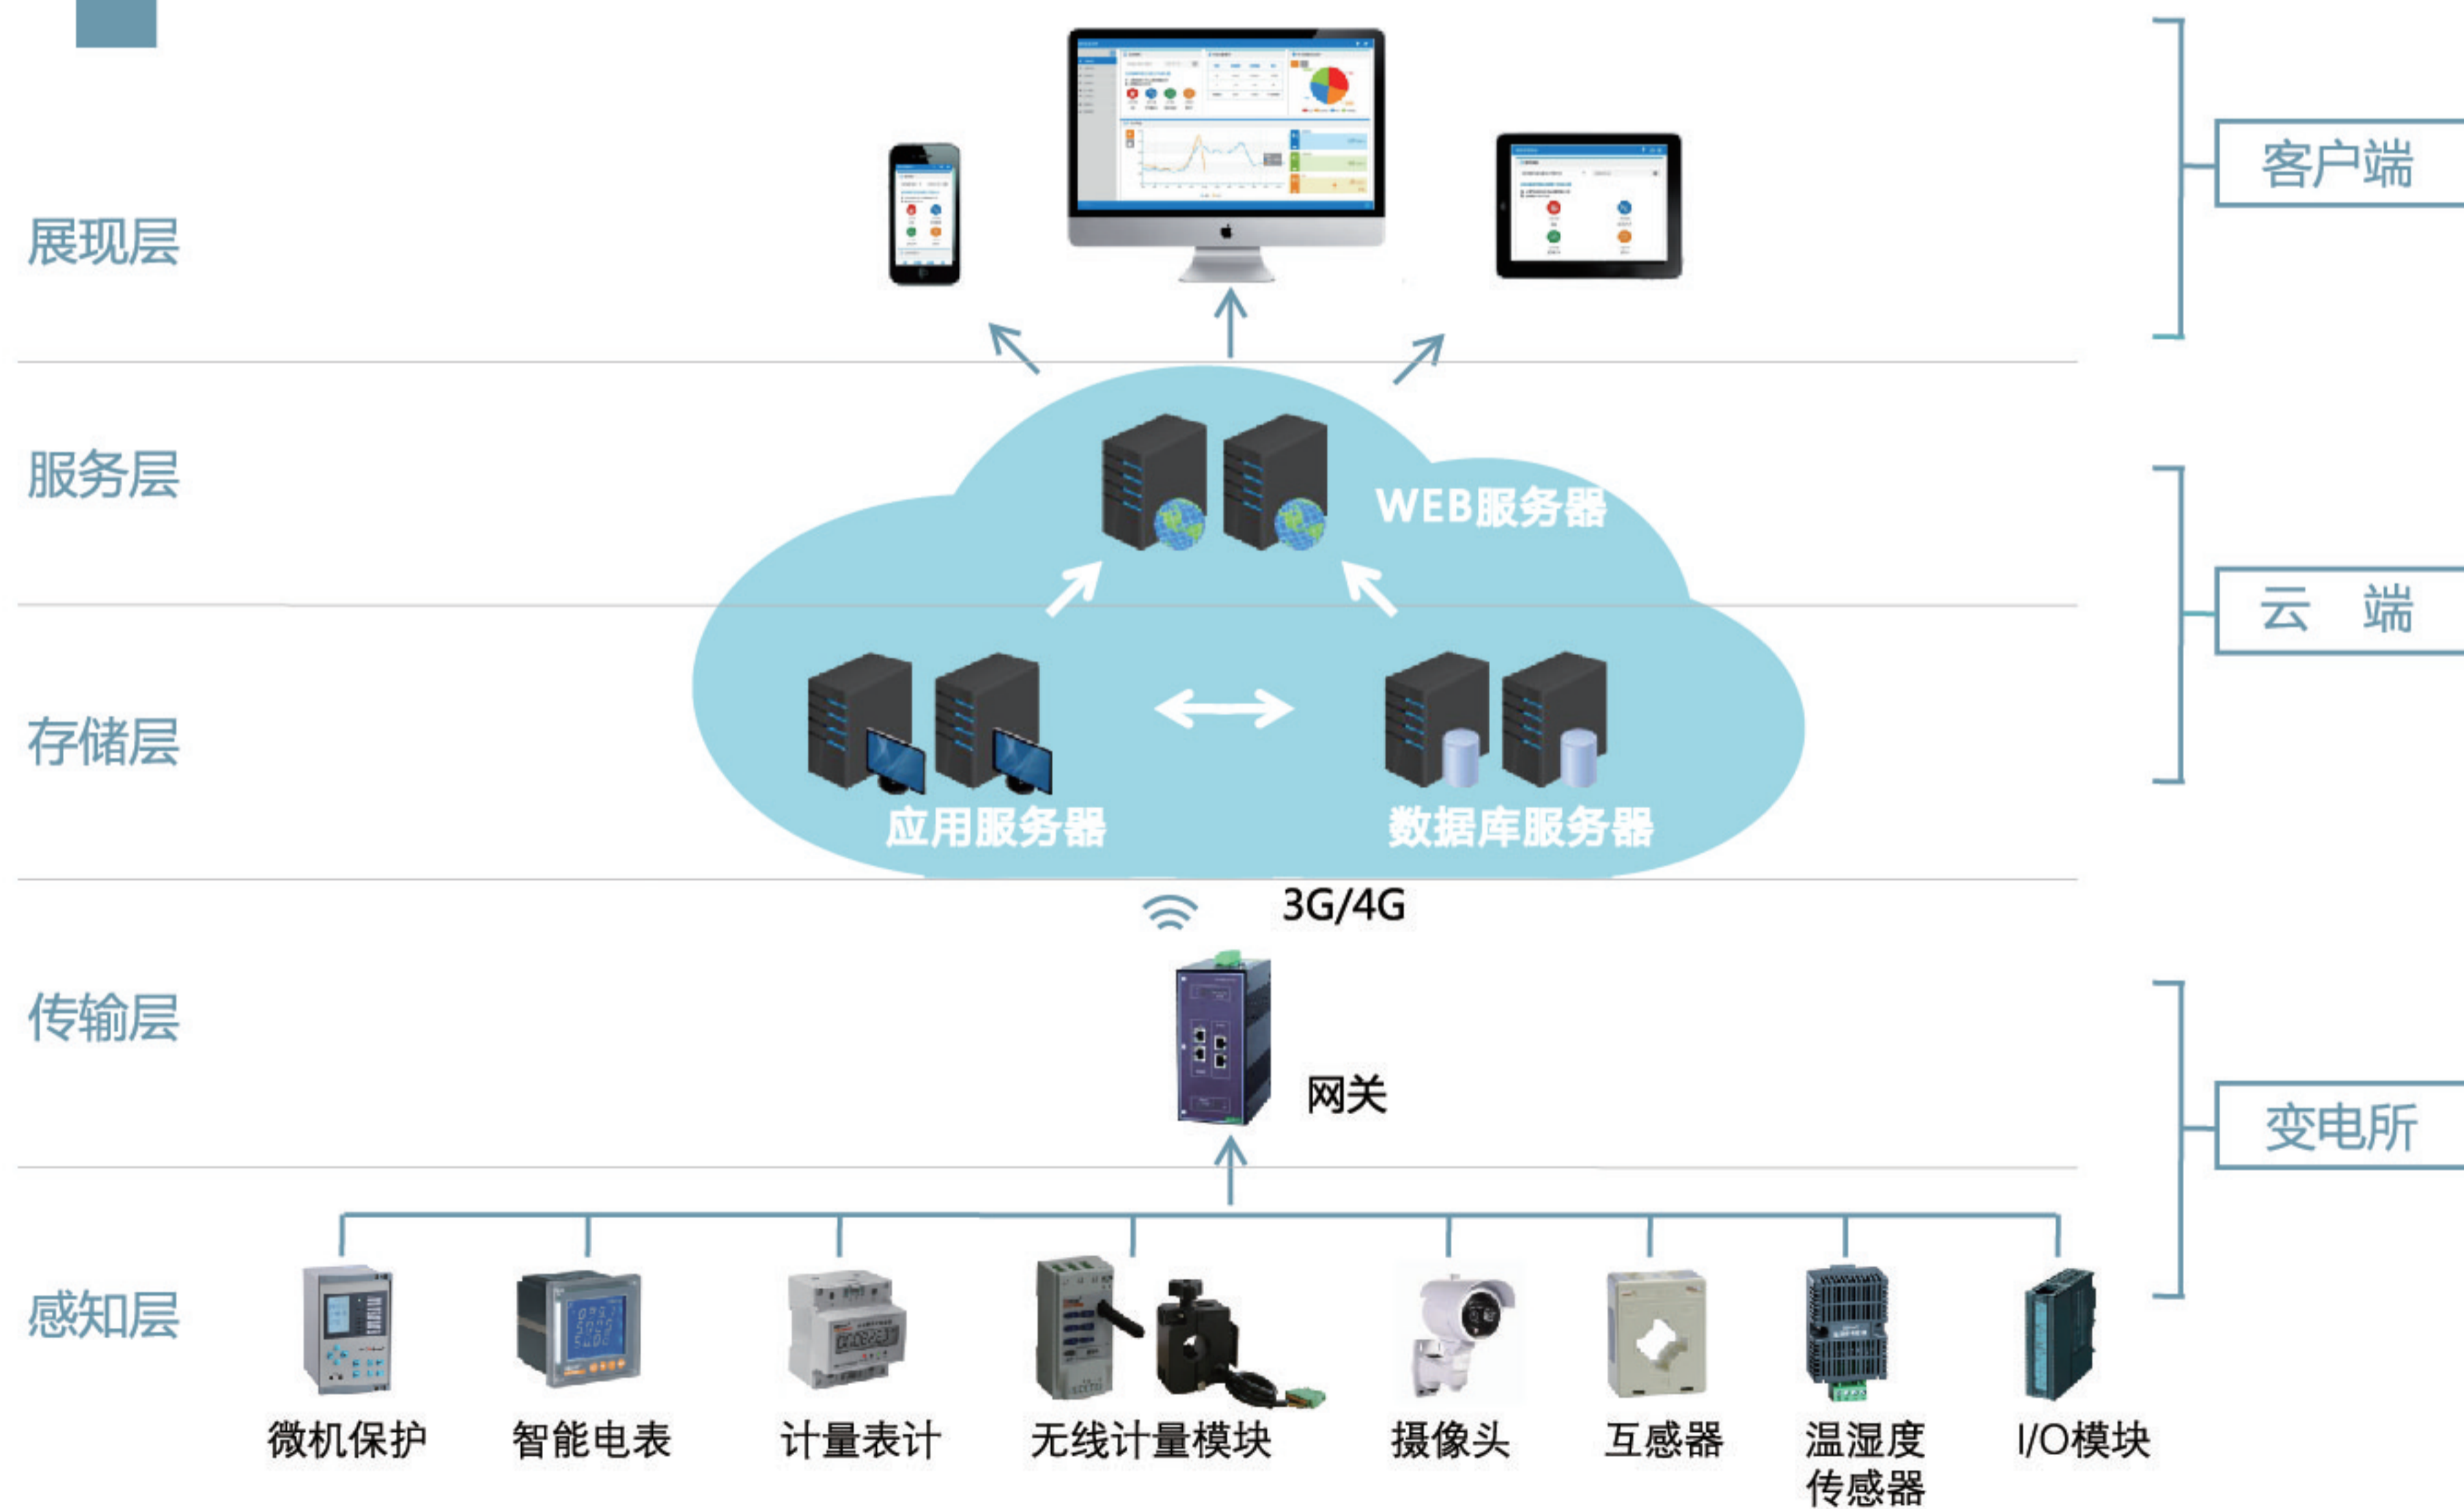 展现层
客户端
服务层
WEB服务器
云 端
存储层
应用服务器
数据库服务器
3G/4G
传输层
网关
变电所
感知层
微机保护
智能电表
计量表计
无线计量模块
摄像头
互感器
温湿度
传感器
I/O模块